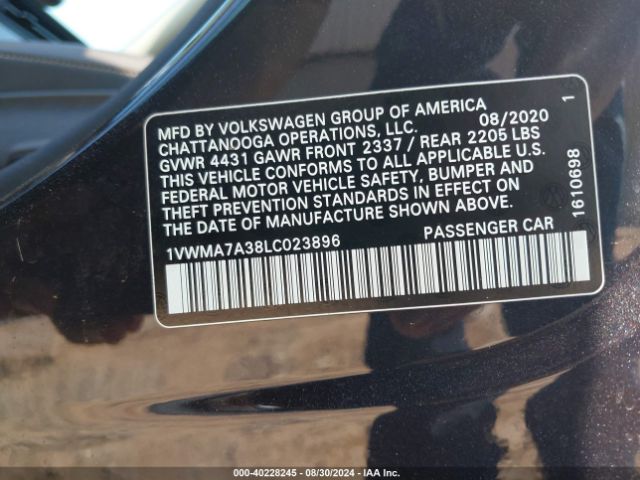 MFD BY VOLKSWAGEN GROUP OF AMERICA
CHATTANOOGA OPERATIONS, LLC. 08/2020
GVWR 4431 GAWR FRONT 2337 / REAR 2205 LBS
THIS VEHICLE CONFORMS TO ALL APPLICABLE U.S.
FEDERAL MOTOR VEHICLE SAFETY, BUMPER AND
THEFT PREVENTION STANDARDS IN EFFECT ON
THE DATE OF MANUFACTURE SHOWN ABOVE.
1VWMA7A38LC023896 PASSENGER CAR
1610698 1
000-40228245 - 08/30/2024 - IAA Inc.